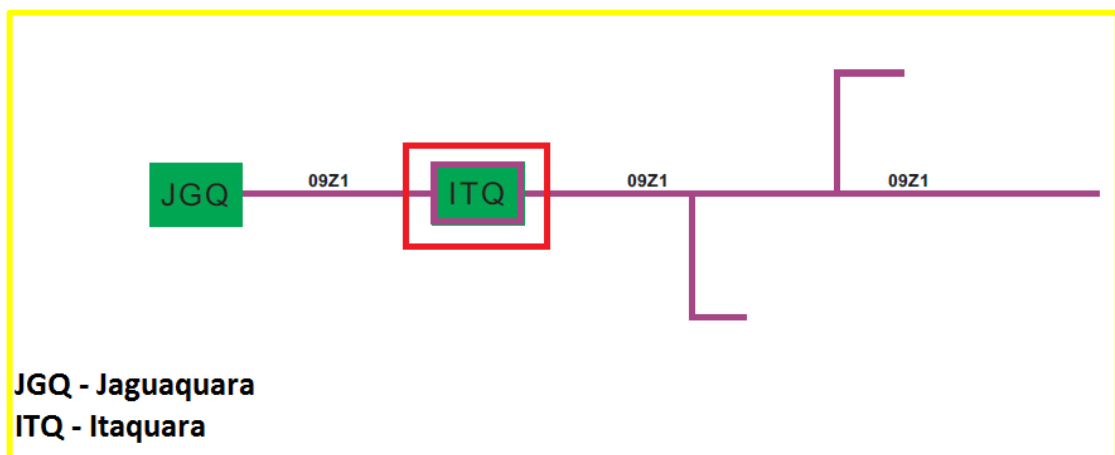 09Z1 09Z1 09Z1
JGQ ITQ
JGQ - Jaguaquara
ITQ - Itaquara